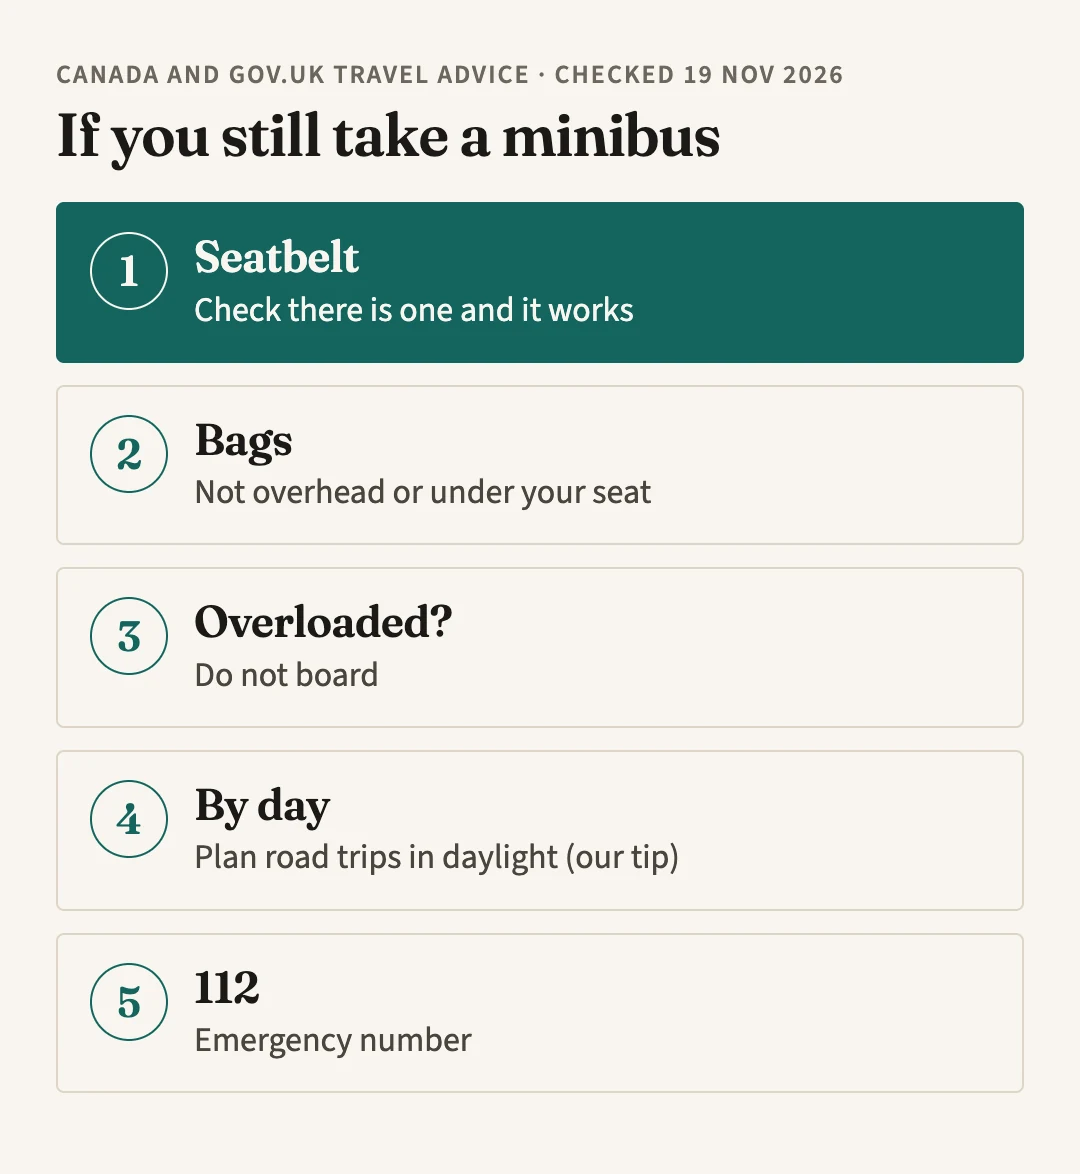 CANADA AND GOV.UK TRAVEL ADVICE · CHECKED 19 NOV 2026
If you still take a minibus
1
Seatbelt
Check there is one and it works
2
Bags
Not overhead or under your seat
3
Overloaded?
Do not board
4
By day
Plan road trips in daylight (our tip)
5
112
Emergency number